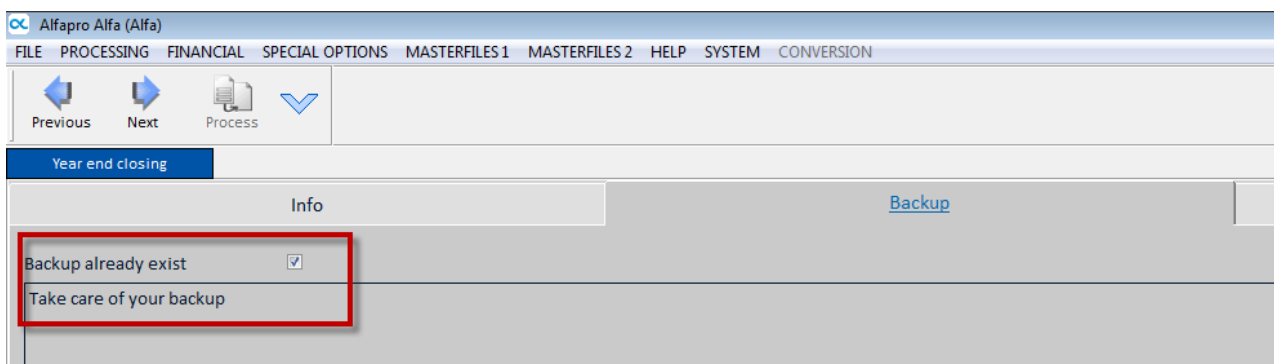 Alfapro Alfa (Alfa)
FILE PROCESSING FINANCIAL SPECIAL OPTIONS MASTERFILES 1 MASTERFILES 2 HELP SYSTEM CONVERSION
Previous Next Process
Year end closing
Info Backup
Backup already exist
Take care of your backup